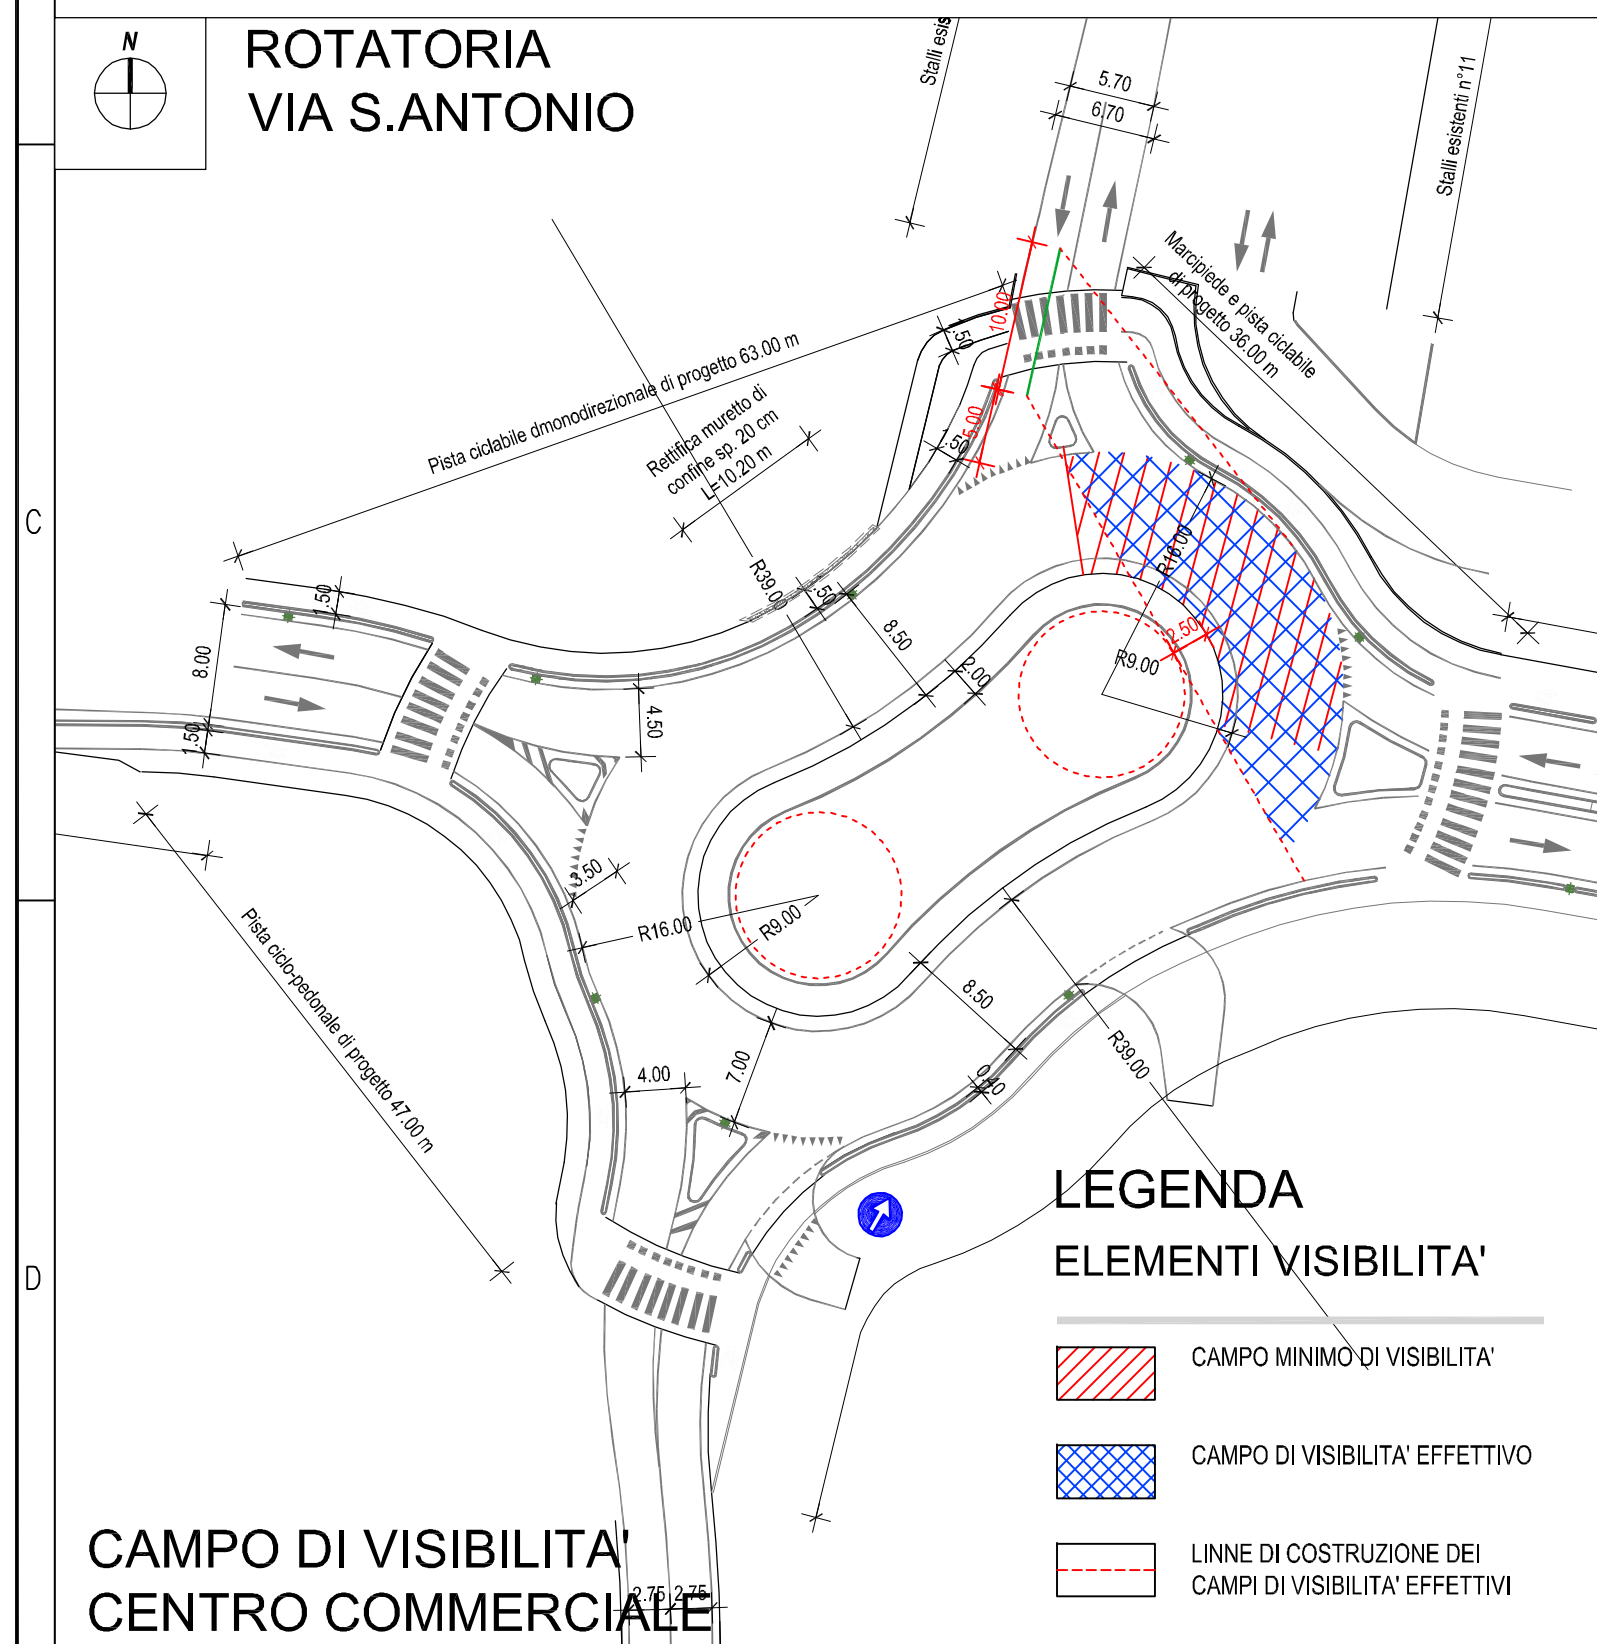 N
ROTATORIA
VIA S.ANTONIO
Stalli esis
5.70
6.70
Stalli esistenti n°11
Marcipiede e pista ciclabile
di progetto 36.00 m
10.00
5.00
.50
1.50
Pista ciclabile dmonodirezionale di progetto 63.00 m
Rettifica muretto di
confine sp. 20 cm
L=10.20 m
C
R39.00
.50
8.50
2.00
R16.00
2.50
R9.00
1.50
8.00
1.50
4.50
3.50
R16.00
R9.00
8.50
R39.00
0.40
7.00
4.00
Pista ciclo-pedonale di progetto 47.00 m
D
LEGENDA
ELEMENTI VISIBILITA'
CAMPO MINIMO DI VISIBILITA'
CAMPO DI VISIBILITA' EFFETTIVO
LINNE DI COSTRUZIONE DEI
CAMPI DI VISIBILITA' EFFETTIVI
CAMPO DI VISIBILITA'
CENTRO COMMERCIALE
2.75 2.75